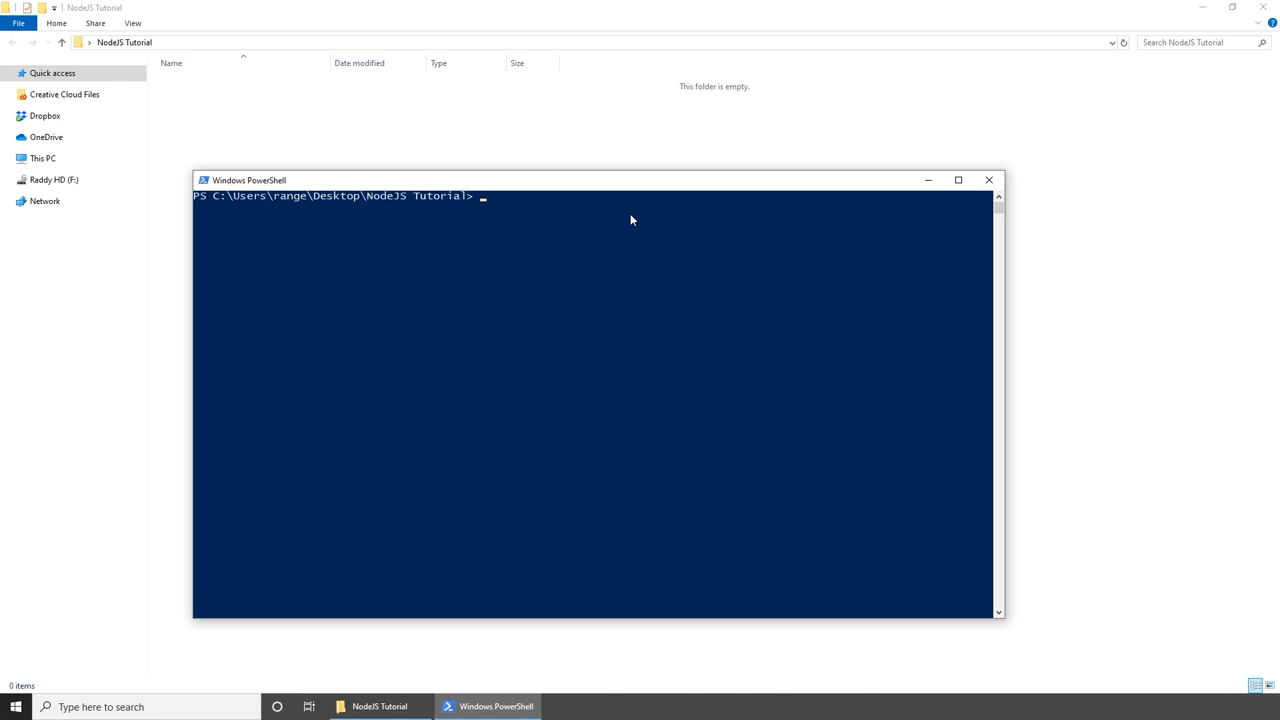 NodeJS Tutorial
File Home Share View
NodeJS Tutorial
Search NodeJS Tutorial
Name Date modified Type Size
This folder is empty.
Quick access
Creative Cloud Files
Dropbox
OneDrive
This PC
Raddy HD (F:)
Network
Windows PowerShell
PS C:\Users\range\Desktop\NodeJS Tutorial>
0 items
Type here to search
NodeJS Tutorial
Windows PowerShell